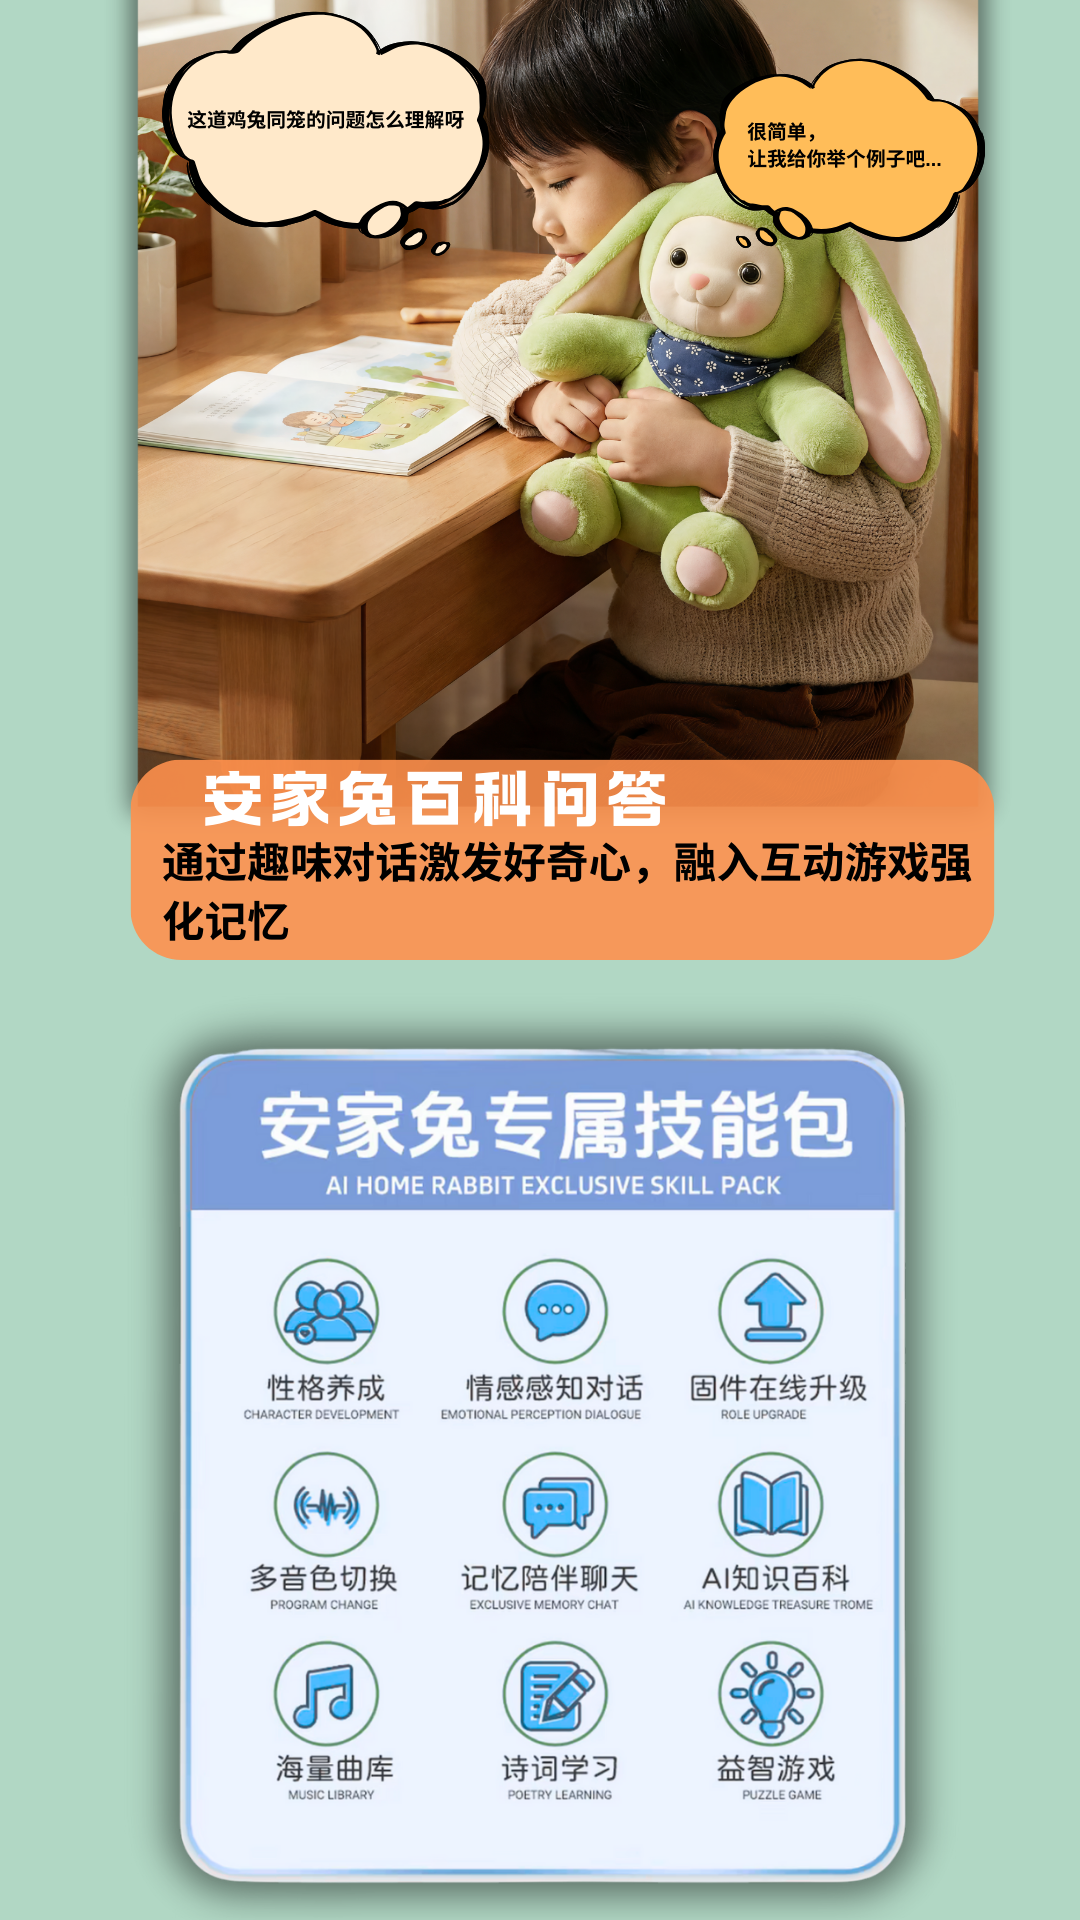 这道鸡兔同笼的问题怎么理解呀
很简单，
让我给你举个例子吧...
安家兔百科问答
通过趣味对话激发好奇心，融入互动游戏强
化记忆
安家兔专属技能包
AI HOME RABBIT EXCLUSIVE SKILL PACK
性格养成
CHARACTER DEVELOPMENT
情感感知对话
EMOTIONAL PERCEPTION DIALOGUE
固件在线升级
ROLE UPGRADE
多音色切换
PROGRAM CHANGE
记忆陪伴聊天
EXCLUSIVE MEMORY CHAT
AI知识百科
AI KNOWLEDGE TREASURE TROME
海量曲库
MUSIC LIBRARY
诗词学习
POETRY LEARNING
益智游戏
PUZZLE GAME